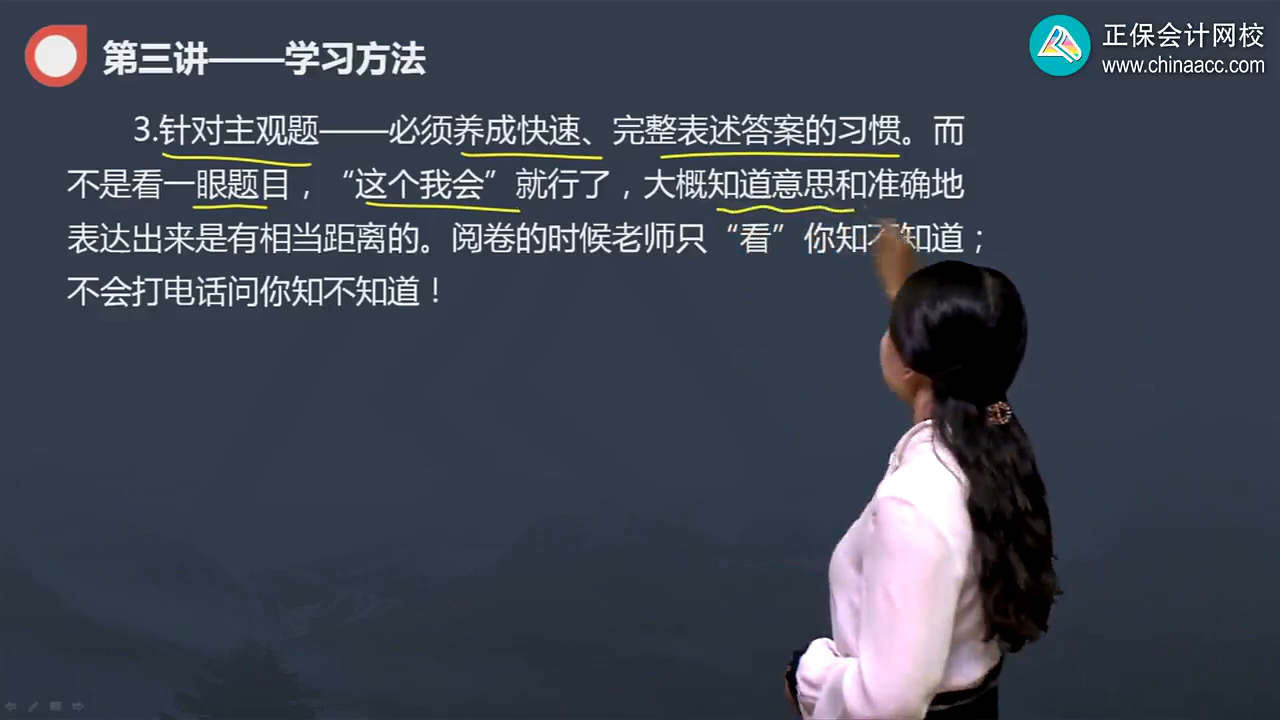 第三讲——学习方法
正保会计网校
www.chinaacc.com
3.针对主观题——必须养成快速、完整表述答案的习惯。而
不是看一眼题目，“这个我会”就行了，大概知道意思和准确地
表达出来是有相当距离的。阅卷的时候老师只“看”你知不知道；
不会打电话问你知不知道！